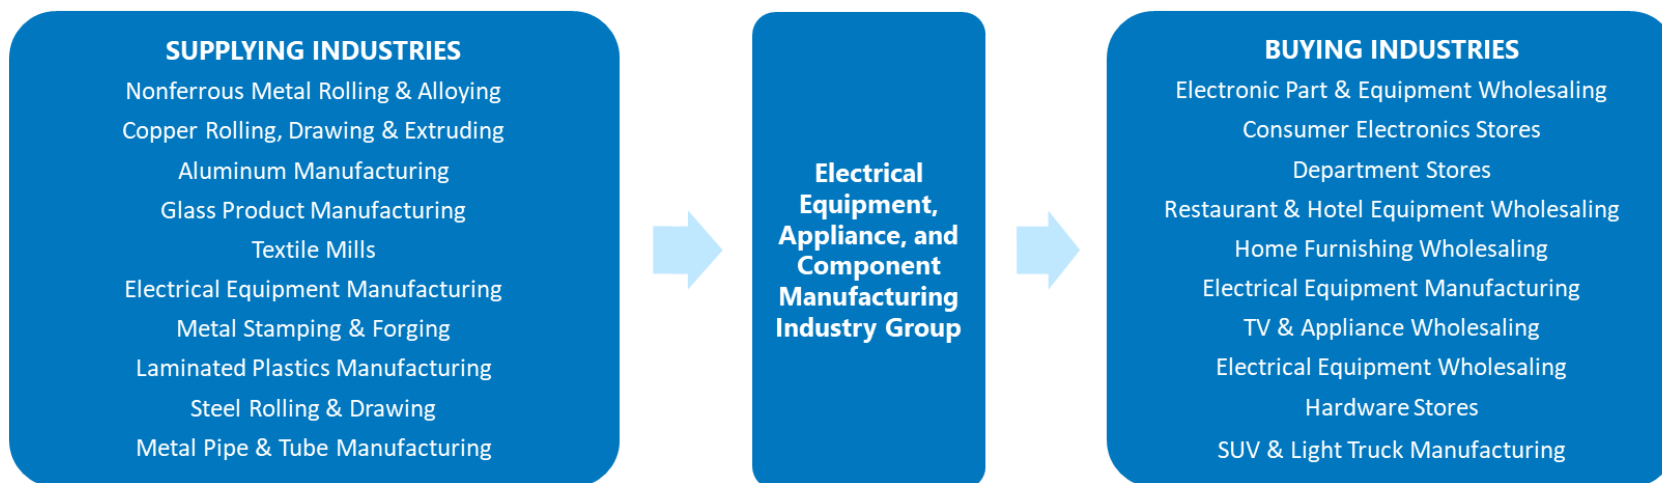 SUPPLYING INDUSTRIES
Nonferrous Metal Rolling & Alloying
Copper Rolling, Drawing & Extruding
Aluminum Manufacturing
Glass Product Manufacturing
Textile Mills
Electrical Equipment Manufacturing
Metal Stamping & Forging
Laminated Plastics Manufacturing
Steel Rolling & Drawing
Metal Pipe & Tube Manufacturing
Electrical
Equipment,
Appliance, and
Component
Manufacturing
Industry Group
BUYING INDUSTRIES
Electronic Part & Equipment Wholesaling
Consumer Electronics Stores
Department Stores
Restaurant & Hotel Equipment Wholesaling
Home Furnishing Wholesaling
Electrical Equipment Manufacturing
TV & Appliance Wholesaling
Electrical Equipment Wholesaling
Hardware Stores
SUV & Light Truck Manufacturing